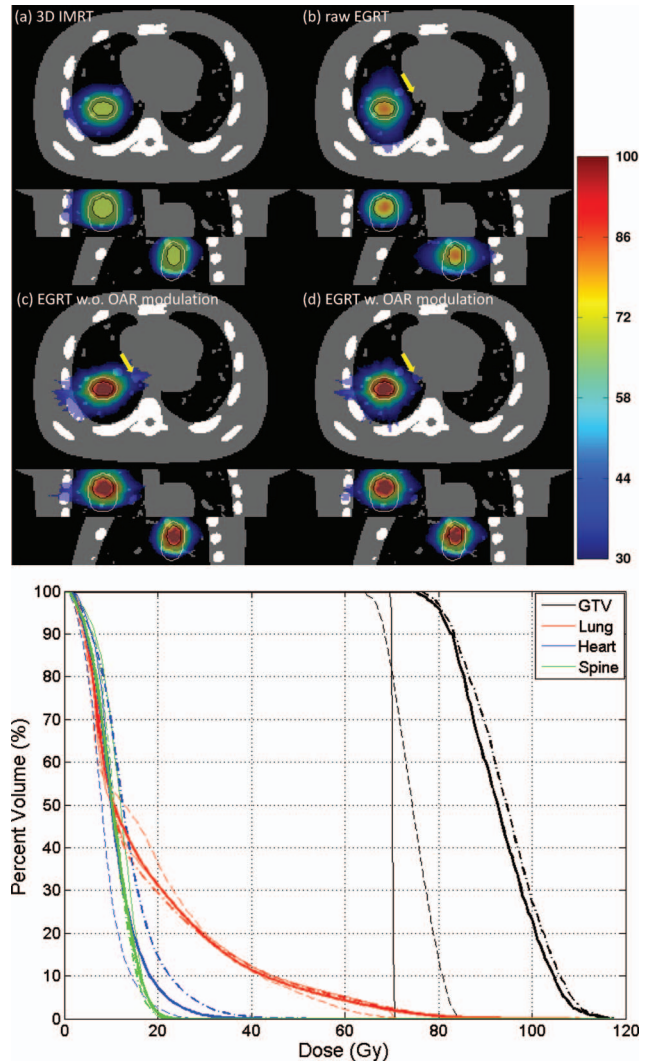 (a) 3D IMRT
(b) raw EGRT
(c) EGRT w.o. OAR modulation
(d) EGRT w. OAR modulation
100
86
72
58
44
30
100
90
80
70
60
50
40
30
20
10
0
Percent Volume (%)
GTV
Lung
Heart
Spine
0
20
40
60
80
100
120
Dose (Gy)